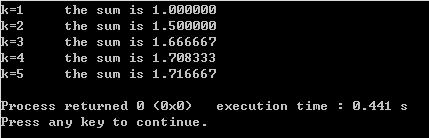 k=1     the sum is 1.000000
k=2     the sum is 1.500000
k=3     the sum is 1.666667
k=4     the sum is 1.708333
k=5     the sum is 1.716667
Process returned 0 (0x0)   execution time : 0.441 s
Press any key to continue.